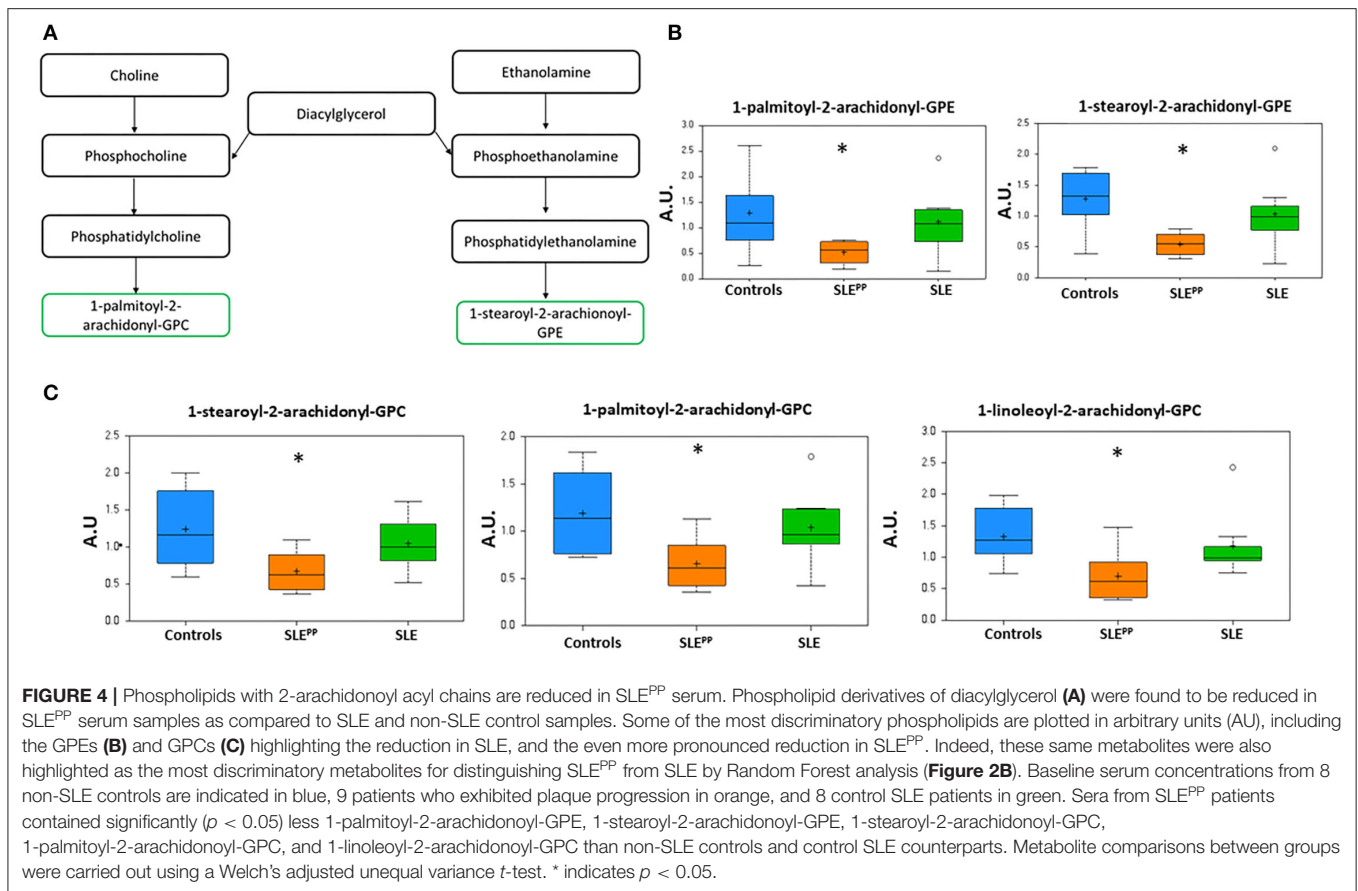 A
Choline
Ethanolamine
Diacylglycerol
Phosphocholine
Phosphoethanolamine
Phosphatidylcholine
Phosphatidylethanolamine
1-palmitoyl-2-
arachidonyl-GPC
1-stearoyl-2-arachionoyl-
GPE
B
1-palmitoyl-2-arachidonyl-GPE
A.U.
3.0
2.5
2.0
1.5
1.0
0.5
0.0
*
Controls SLEPP SLE
1-stearoyl-2-arachidonyl-GPE
A.U.
2.5
2.0
1.5
1.0
0.5
0.0
*
Controls SLEPP SLE
C
1-stearoyl-2-arachidonyl-GPC
A.U.
2.5
2.0
1.5
1.0
0.5
0.0
*
Controls SLEPP SLE
1-palmitoyl-2-arachidonyl-GPC
A.U.
2.0
1.5
1.0
0.5
0.0
*
Controls SLEPP SLE
1-linoleoyl-2-arachidonyl-GPC
A.U.
3.0
2.5
2.0
1.5
1.0
0.5
0.0
*
Controls SLEPP SLE
FIGURE 4 | Phospholipids with 2-arachidonoyl acyl chains are reduced in SLEPP serum. Phospholipid derivatives of diacylglycerol (A) were found to be reduced in
SLEPP serum samples as compared to SLE and non-SLE control samples. Some of the most discriminatory phospholipids are plotted in arbitrary units (AU), including
the GPEs (B) and GPCs (C) highlighting the reduction in SLE, and the even more pronounced reduction in SLEPP. Indeed, these same metabolites were also
highlighted as the most discriminatory metabolites for distinguishing SLEPP from SLE by Random Forest analysis (Figure 2B). Baseline serum concentrations from 8
non-SLE controls are indicated in blue, 9 patients who exhibited plaque progression in orange, and 8 control SLE patients in green. Sera from SLEPP patients
contained significantly (p < 0.05) less 1-palmitoyl-2-arachidonoyl-GPE, 1-stearoyl-2-arachidonoyl-GPE, 1-stearoyl-2-arachidonoyl-GPC,
1-palmitoyl-2-arachidonoyl-GPC, and 1-linoleoyl-2-arachidonoyl-GPC than non-SLE controls and control SLE counterparts. Metabolite comparisons between groups
were carried out using a Welch's adjusted unequal variance t-test. * indicates p < 0.05.